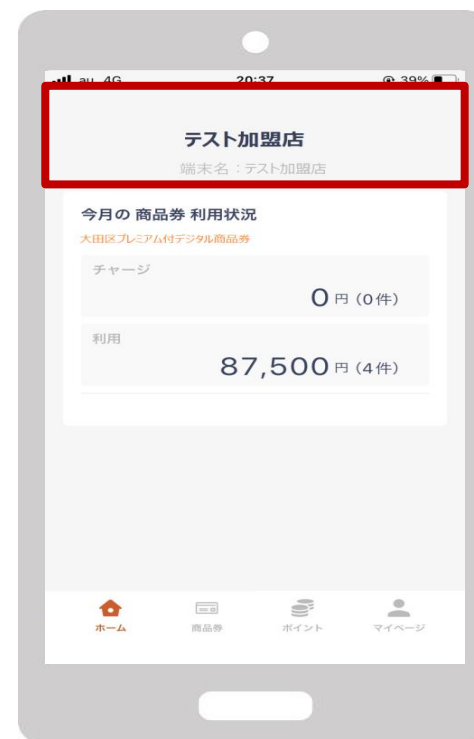 au 4G 20:37 39%
テスト加盟店
端末名：テスト加盟店
今月の 商品券 利用状況
大田区プレミアム付デジタル商品券
チャージ
0 円 (0件)
利用
87,500 円 (4件)
ホーム 商品券 ポイント マイページ